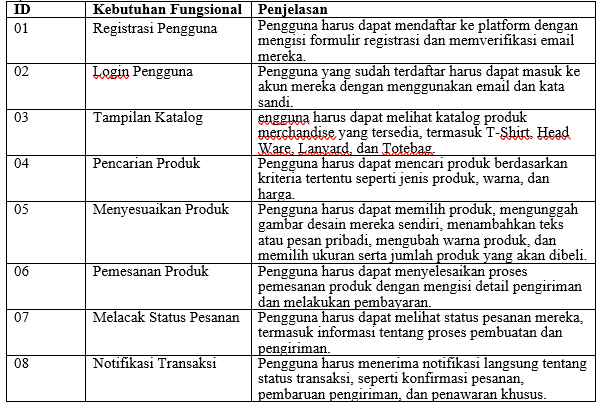 ID Kebutuhan Fungsional Penjelasan
01 Registrasi Pengguna Pengguna harus dapat mendaftar ke platform dengan
mengisi formulir registrasi dan memverifikasi email
mereka.
02 Login Pengguna Pengguna yang sudah terdaftar harus dapat masuk ke
akun mereka dengan menggunakan email dan kata
sandi.
03 Tampilan Katalog engguna harus dapat melihat katalog produk
merchandise yang tersedia, termasuk T-Shirt, Head
Ware, Lanyard, dan Totebag.
04 Pencarian Produk Pengguna harus dapat mencari produk berdasarkan
kriteria tertentu seperti jenis produk, warna, dan
harga.
05 Menyesuaikan Produk Pengguna harus dapat memilih produk, mengunggah
gambar desain mereka sendiri, menambahkan teks
atau pesan pribadi, mengubah warna produk, dan
memilih ukuran serta jumlah produk yang akan dibeli.
06 Pemesanan Produk Pengguna harus dapat menyelesaikan proses
pemesanan produk dengan mengisi detail pengiriman
dan melakukan pembayaran.
07 Melacak Status Pesanan Pengguna harus dapat melihat status pesanan mereka,
termasuk informasi tentang proses pembuatan dan
pengiriman.
08 Notifikasi Transaksi Pengguna harus menerima notifikasi langsung tentang
status transaksi, seperti konfirmasi pesanan,
pembaruan pengiriman, dan penawaran khusus.